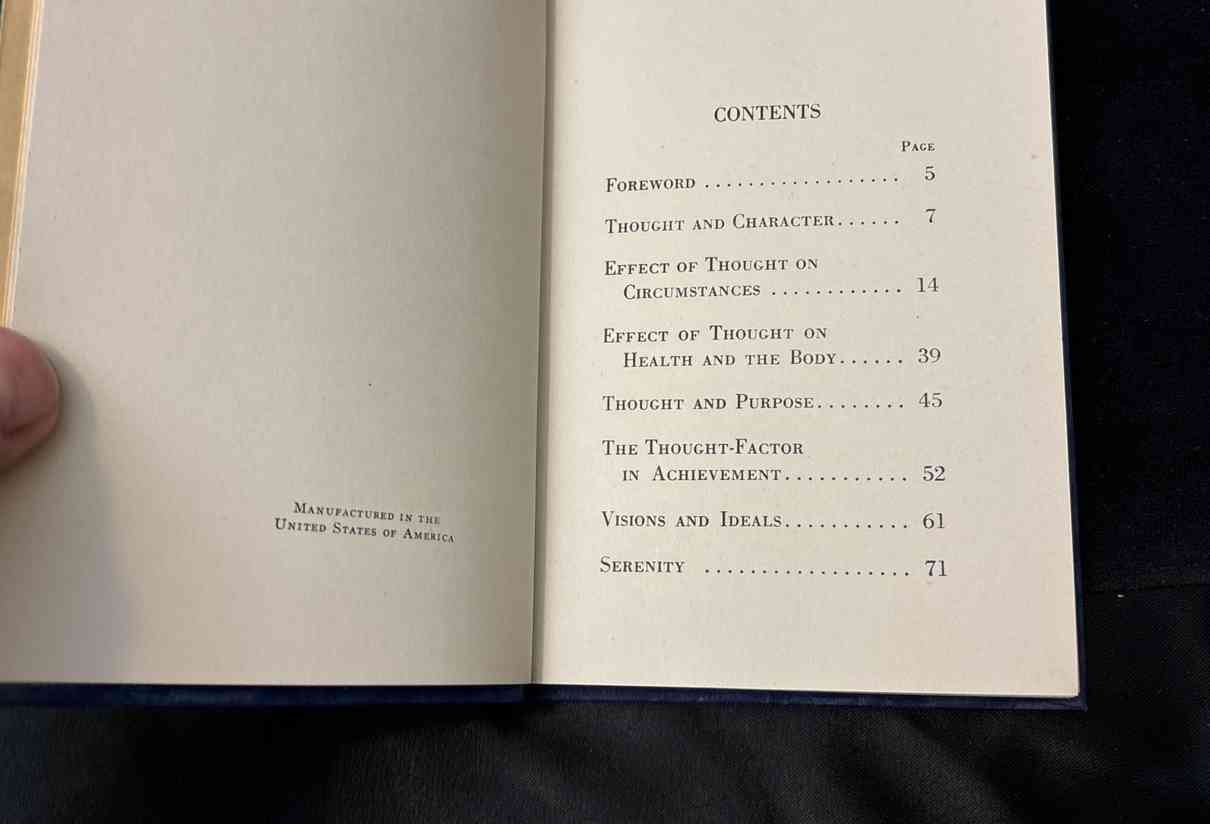 Manufactured in the
United States of America
CONTENTS
Page
Foreword .................. 5
Thought and Character...... 7
Effect of Thought on
Circumstances ............ 14
Effect of Thought on
Health and the Body...... 39
Thought and Purpose........ 45
The Thought-Factor
in Achievement........... 52
Visions and Ideals........... 61
Serenity .................. 71